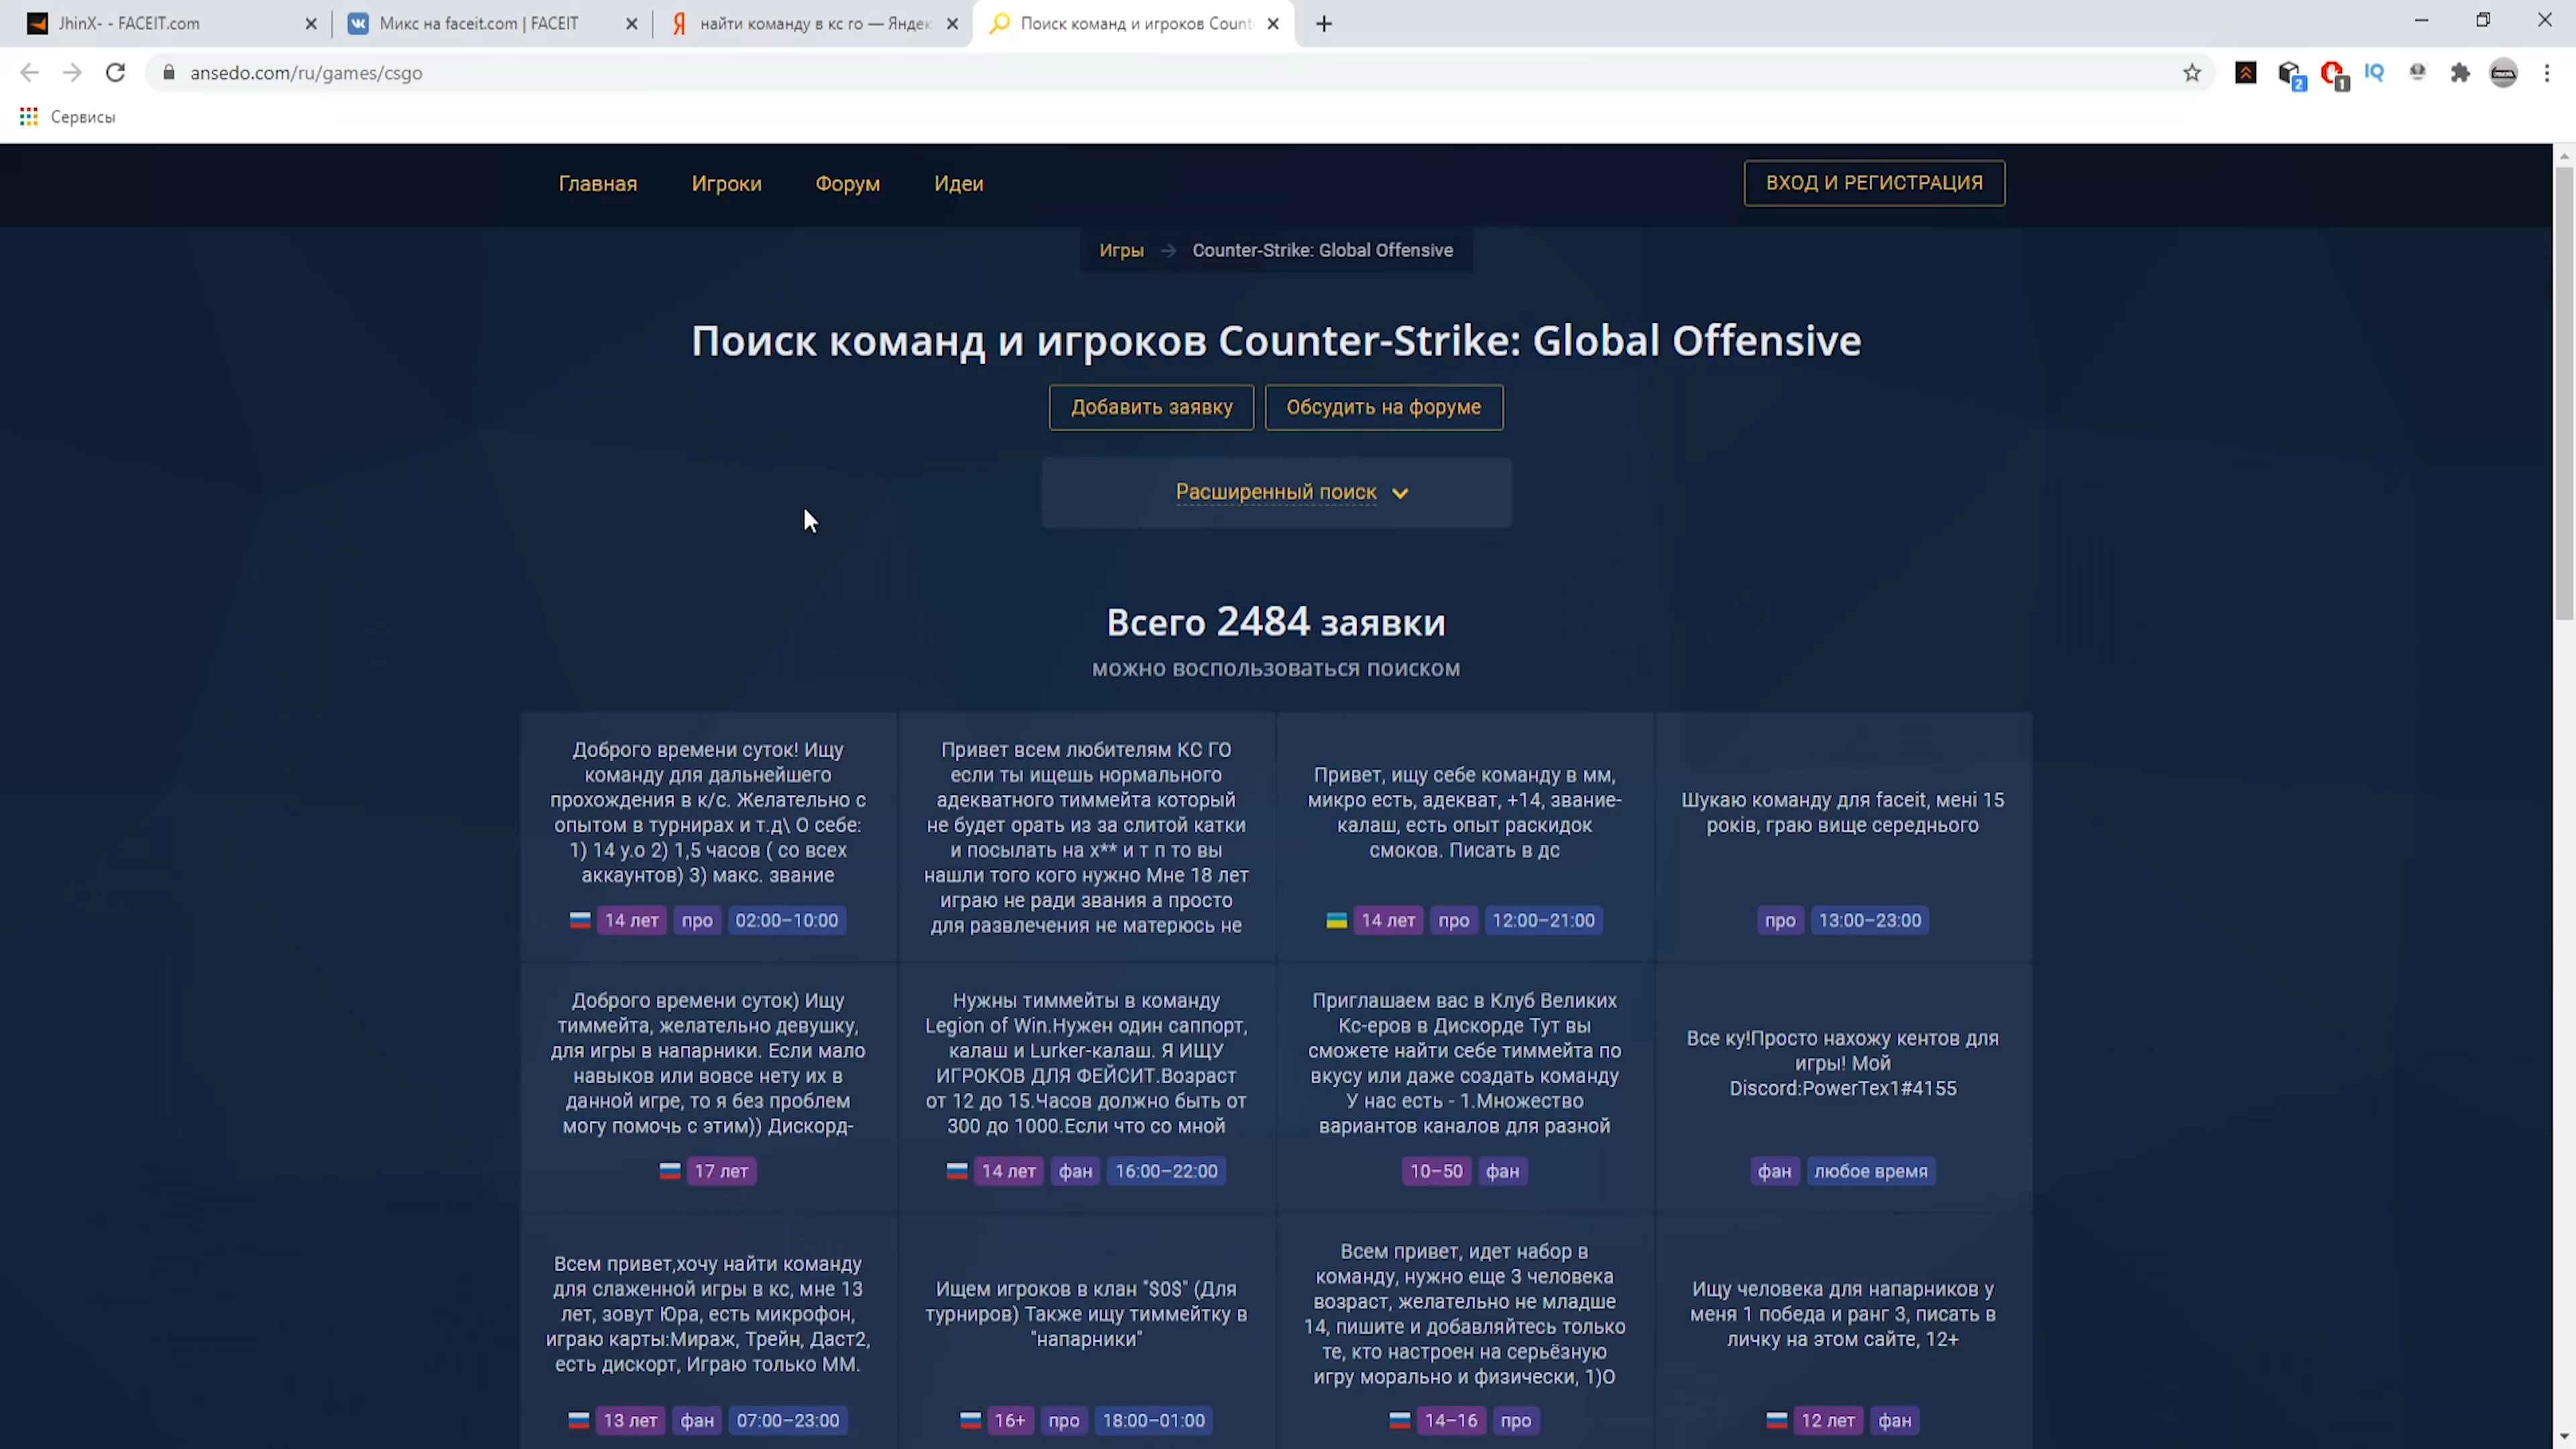 JhinX- - FACEIT.com
Микс на faceit.com | FACEIT
найти команду в кс го — Яндек
Поиск команд и игроков Count
ansedo.com/ru/games/csgo
2
1
IQ
Сервисы
Главная
Игроки
Форум
Идеи
ВХОД И РЕГИСТРАЦИЯ
Игры → Counter-Strike: Global Offensive
Поиск команд и игроков Counter-Strike: Global Offensive
Добавить заявку
Обсудить на форуме
Расширенный поиск
Всего 2484 заявки
можно воспользоваться поиском
Доброго времени суток! Ищу
команду для дальнейшего
прохождения в к/с. Желательно с
опытом в турнирах и т.д\ О себе:
1) 14 у.о 2) 1,5 часов ( со всех
аккаунтов) 3) макс. звание
14 лет про 02:00–10:00
Привет всем любителям КС ГО
если ты ищешь нормального
адекватного тиммейта который
не будет орать из за слитой катки
и посылать на х** и т п то вы
нашли того кого нужно Мне 18 лет
играю не ради звания а просто
для развлечения не матерюсь не
Привет, ищу себе команду в мм,
микро есть, адекват, +14, звание-
калаш, есть опыт раскидок
смоков. Писать в дс
14 лет про 12:00–21:00
Шукаю команду для faceit, мені 15
років, граю вище середнього
про 13:00–23:00
Доброго времени суток) Ищу
тиммейта, желательно девушку,
для игры в напарники. Если мало
навыков или вовсе нету их в
данной игре, то я без проблем
могу помочь с этим)) Дискорд-
17 лет
Нужны тиммейты в команду
Legion of Win.Нужен один саппорт,
калаш и Lurker-калаш. Я ИЩУ
ИГРОКОВ ДЛЯ ФЕЙСИТ.Возраст
от 12 до 15.Часов должно быть от
300 до 1000.Если что со мной
14 лет фан 16:00–22:00
Приглашаем вас в Клуб Великих
Кс-еров в Дискорде Тут вы
сможете найти себе тиммейта по
вкусу или даже создать команду
У нас есть - 1.Множество
вариантов каналов для разной
10–50 фан
Все ку!Просто нахожу кентов для
игры! Мой
Discord:PowerTex1#4155
фан любое время
Всем привет,хочу найти команду
для слаженной игры в кс, мне 13
лет, зовут Юра, есть микрофон,
играю карты:Мираж, Трейн, Даст2,
есть дискорт, Играю только ММ.
13 лет фан 07:00–23:00
Ищем игроков в клан "$0$" (Для
турниров) Также ищу тиммейтку в
"напарники"
16+ про 18:00–01:00
Всем привет, идет набор в
команду, нужно еще 3 человека
возраст, желательно не младше
14, пишите и добавляйтесь только
те, кто настроен на серьёзную
игру морально и физически, 1)О
14–16 про
Ищу человека для напарников у
меня 1 победа и ранг 3, писать в
личку на этом сайте, 12+
12 лет фан